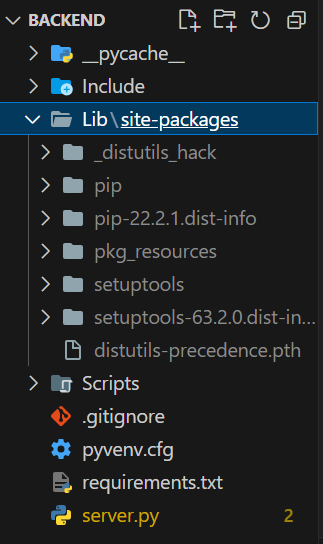 BACKEND
__pycache__
Include
Lib\site-packages
_distutils_hack
pip
pip-22.2.1.dist-info
pkg_resources
setuptools
setuptools-63.2.0.dist-in...
distutils-precedence.pth
Scripts
.gitignore
pyvenv.cfg
requirements.txt
server.py 2